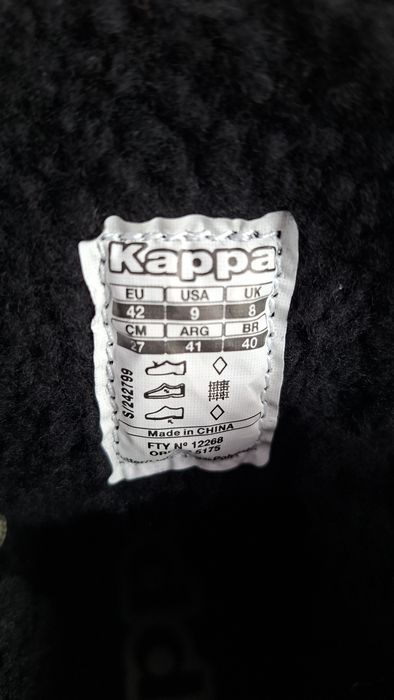 Kappa
EU USA UK
42 9 8
CM ARG BR
27 41 40
S/242799
Made in CHINA
FTY Nº 12268
5175